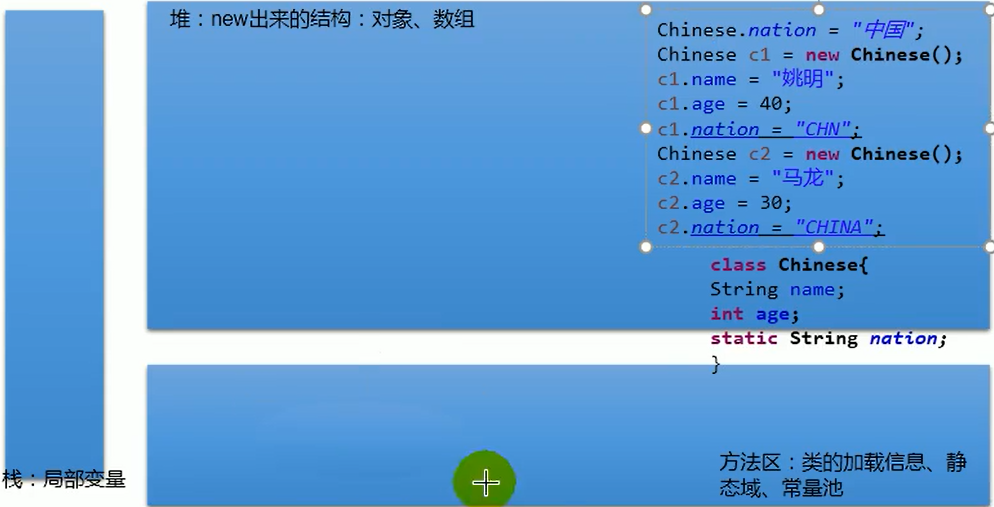 堆：new出来的结构：对象、数组
Chinese.nation = "中国";
Chinese c1 = new Chinese();
c1.name = "姚明";
c1.age = 40;
c1.nation = "CHN";
Chinese c2 = new Chinese();
c2.name = "马龙";
c2.age = 30;
c2.nation = "CHINA";
class Chinese{
String name;
int age;
static String nation;
}
栈：局部变量
方法区：类的加载信息、静
态域、常量池